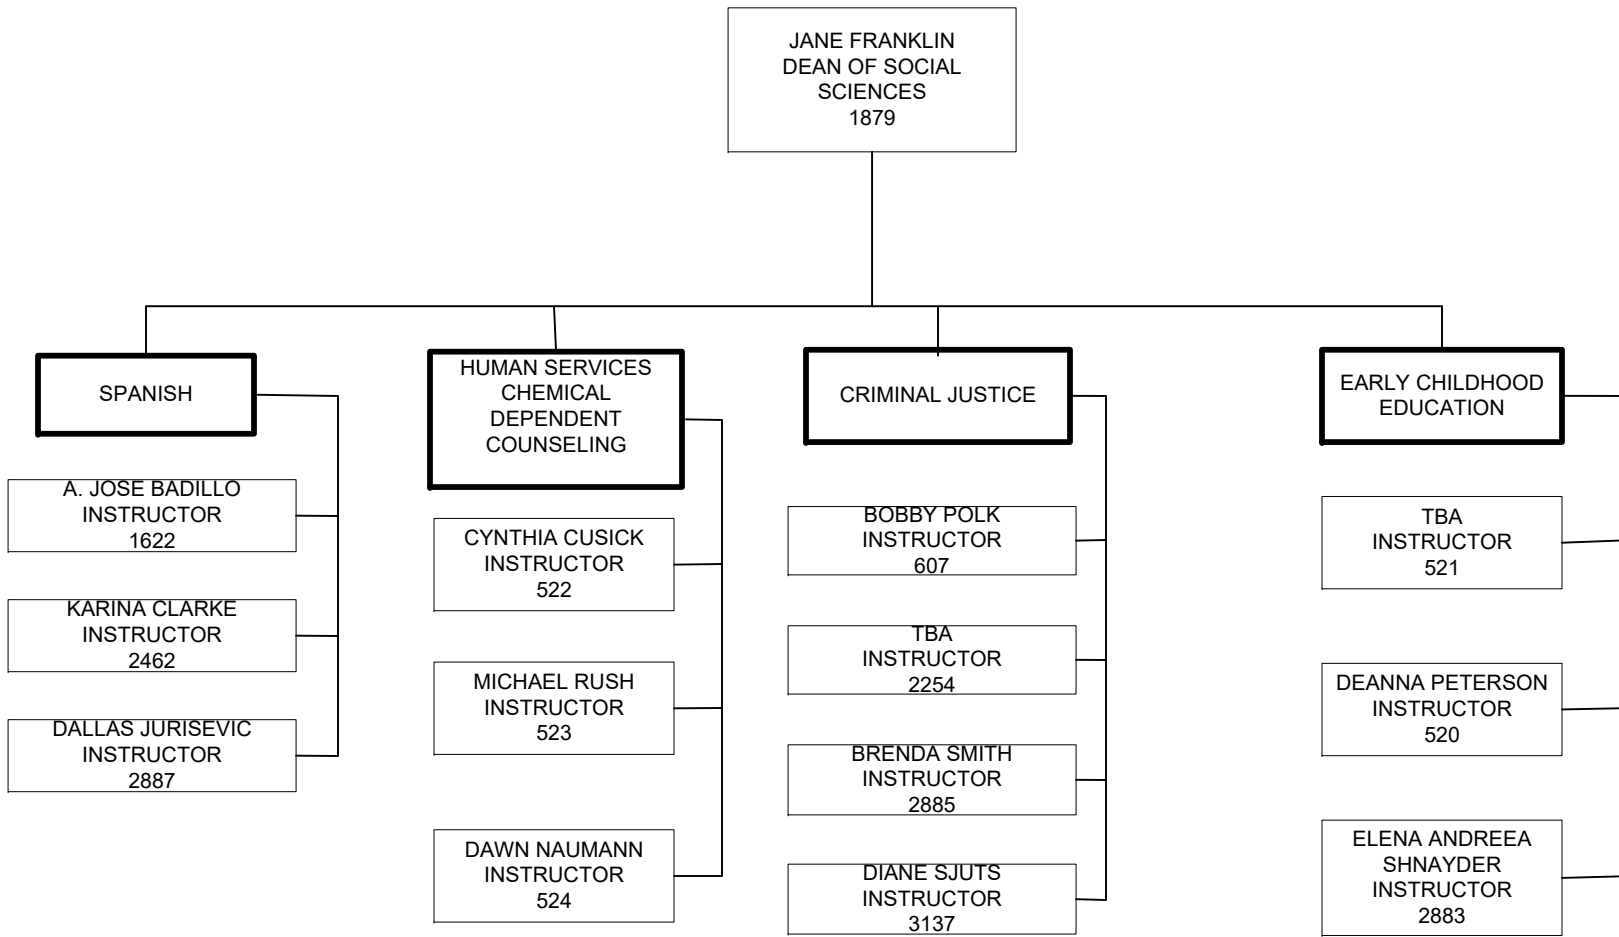 JANE FRANKLIN
DEAN OF SOCIAL
SCIENCES
1879
SPANISH
A. JOSE BADILLO
INSTRUCTOR
1622
KARINA CLARKE
INSTRUCTOR
2462
DALLAS JURISEVIC
INSTRUCTOR
2887
HUMAN SERVICES
CHEMICAL
DEPENDENT
COUNSELING
CYNTHIA CUSICK
INSTRUCTOR
522
MICHAEL RUSH
INSTRUCTOR
523
DAWN NAUMANN
INSTRUCTOR
524
CRIMINAL JUSTICE
BOBBY POLK
INSTRUCTOR
607
TBA
INSTRUCTOR
2254
BRENDA SMITH
INSTRUCTOR
2885
DIANE SJUTS
INSTRUCTOR
3137
EARLY CHILDHOOD
EDUCATION
TBA
INSTRUCTOR
521
DEANNA PETERSON
INSTRUCTOR
520
ELENA ANDREEA
SHNAYDER
INSTRUCTOR
2883